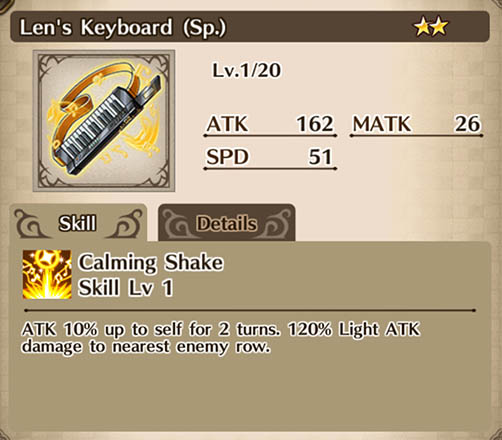 Len's Keyboard (Sp.)
Lv.1/20
ATK 162 MATK 26
SPD 51
Skill Details
Calming Shake
Skill Lv 1
ATK 10% up to self for 2 turns. 120% Light ATK
damage to nearest enemy row.